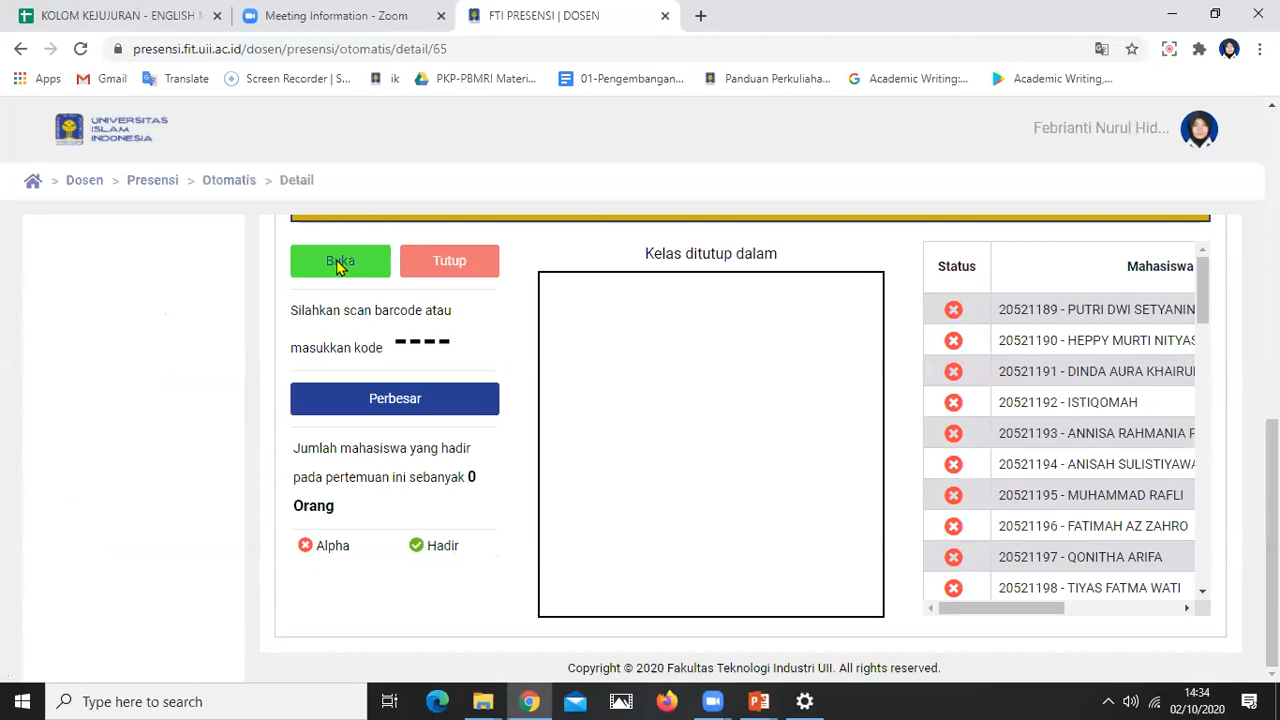 KOLOM KEJUJURAN - ENGLISH M
Meeting Information - Zoom
FTI PRESENSI | DOSEN
presensi.fit.uii.ac.id/dosen/presensi/otomatis/detail/65
Apps
Gmail
Translate
Screen Recorder | S...
ik
PKP-PBMRI Materi...
01-Pengembangan...
Panduan Perkuliaha...
Academic Writing:...
Academic Writing,...
UNIVERSITAS
ISLAM
INDONESIA
Febrianti Nurul Hid...
> Dosen > Presensi > Otomatis > Detail
Buka
Tutup
Silahkan scan barcode atau
masukkan kode ----
Perbesar
Jumlah mahasiswa yang hadir
pada pertemuan ini sebanyak 0
Orang
Alpha
Hadir
Kelas ditutup dalam
Status
Mahasiswa
20521189 - PUTRI DWI SETYANIN
20521190 - HEPPY MURTI NITYAS
20521191 - DINDA AURA KHAIRU
20521192 - ISTIQOMAH
20521193 - ANNISA RAHMANIA F
20521194 - ANISAH SULISTIYAWA
20521195 - MUHAMMAD RAFLI
20521196 - FATIMAH AZ ZAHRO
20521197 - QONITHA ARIFA
20521198 - TIYAS FATMA WATI
Copyright © 2020 Fakultas Teknologi Industri UII. All rights reserved.
Type here to search
14:34
02/10/2020